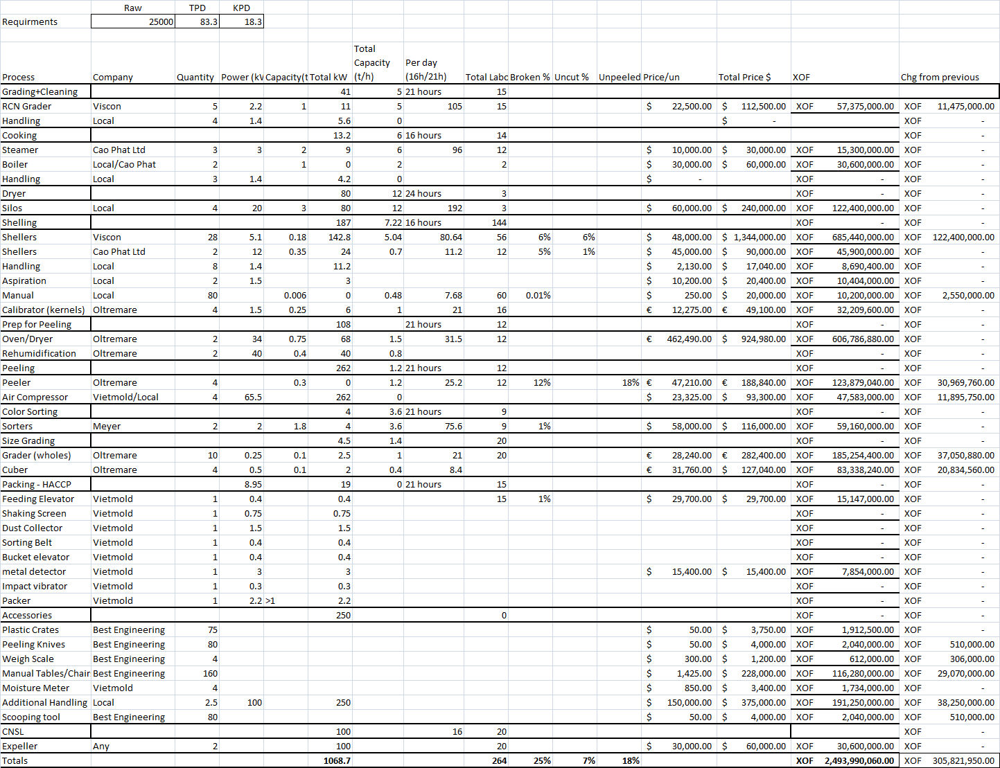 Raw TPD KPD
Requirments 25000 83.3 18.3
Total
Capacity Per day
Process Company Quantity Power (kV Capacity(t Total kW (t/h) (16h/21h) Total Labc Broken % Uncut % Unpeeled Price/un Total Price $ XOF Chg from previous
Grading+Cleaning 41 5 21 hours 15
RCN Grader Viscon 5 2.2 1 11 5 105 15 $ 22,500.00 $ 112,500.00 XOF 57,375,000.00 XOF 11,475,000.00
Handling Local 4 1.4 5.6 0 $ - XOF -
Cooking 13.2 6 16 hours 14 XOF -
Steamer Cao Phat Ltd 3 3 2 9 6 96 12 $ 10,000.00 $ 30,000.00 XOF 15,300,000.00 XOF -
Boiler Local/Cao Phat 2 1 0 2 2 $ 30,000.00 $ 60,000.00 XOF 30,600,000.00 XOF -
Handling Local 3 1.4 4.2 0 $ - XOF - XOF -
Dryer 80 12 24 hours 3 XOF - XOF -
Silos Local 4 20 3 80 12 192 3 $ 60,000.00 $ 240,000.00 XOF 122,400,000.00 XOF -
Shelling 187 7.22 16 hours 144 XOF - XOF -
Shellers Viscon 28 5.1 0.18 142.8 5.04 80.64 56 6% 6% $ 48,000.00 $ 1,344,000.00 XOF 685,440,000.00 XOF 122,400,000.00
Shellers Cao Phat Ltd 2 12 0.35 24 0.7 11.2 12 5% 1% $ 45,000.00 $ 90,000.00 XOF 45,900,000.00 XOF -
Handling Local 8 1.4 11.2 $ 2,130.00 $ 17,040.00 XOF 8,690,400.00 XOF -
Aspiration Local 2 1.5 3 $ 10,200.00 $ 20,400.00 XOF 10,404,000.00 XOF -
Manual Local 80 0.006 0 0.48 7.68 60 0.01% $ 250.00 $ 20,000.00 XOF 10,200,000.00 XOF 2,550,000.00
Calibrator (kernels) Oltremare 4 1.5 0.25 6 1 21 16 € 12,275.00 € 49,100.00 XOF 32,209,600.00 XOF -
Prep for Peeling 108 21 hours 12 XOF - XOF -
Oven/Dryer Oltremare 2 34 0.75 68 1.5 31.5 12 € 462,490.00 $ 924,980.00 XOF 606,786,880.00 XOF -
Rehumidification Oltremare 2 40 0.4 40 0.8 XOF - XOF -
Peeling 262 1.2 21 hours 12 XOF - XOF -
Peeler Oltremare 4 0.3 0 1.2 25.2 12 12% 18% € 47,210.00 € 188,840.00 XOF 123,879,040.00 XOF 30,969,760.00
Air Compressor Vietmold/Local 4 65.5 262 0 $ 23,325.00 $ 93,300.00 XOF 47,583,000.00 XOF 11,895,750.00
Color Sorting 4 3.6 21 hours 9 XOF - XOF -
Sorters Meyer 2 2 1.8 4 3.6 75.6 9 1% $ 58,000.00 $ 116,000.00 XOF 59,160,000.00 XOF -
Size Grading 4.5 1.4 20 XOF - XOF -
Grader (wholes) Oltremare 10 0.25 0.1 2.5 1 21 20 € 28,240.00 € 282,400.00 XOF 185,254,400.00 XOF 37,050,880.00
Cuber Oltremare 4 0.5 0.1 2 0.4 8.4 € 31,760.00 $ 127,040.00 XOF 83,338,240.00 XOF 20,834,560.00
Packing - HACCP 8.95 19 0 21 hours 15 XOF - XOF -
Feeding Elevator Vietmold 1 0.4 0.4 15 1% $ 29,700.00 $ 29,700.00 XOF 15,147,000.00 XOF -
Shaking Screen Vietmold 1 0.75 0.75 XOF - XOF -
Dust Collector Vietmold 1 1.5 1.5 XOF - XOF -
Sorting Belt Vietmold 1 0.4 0.4 XOF - XOF -
Bucket elevator Vietmold 1 0.4 0.4 XOF - XOF -
metal detector Vietmold 1 3 3 $ 15,400.00 $ 15,400.00 XOF 7,854,000.00 XOF -
Impact vibrator Vietmold 1 0.3 0.3 XOF - XOF -
Packer Vietmold 1 2.2 >1 2.2 XOF - XOF -
Accessories 250 0 XOF - XOF -
Plastic Crates Best Engineering 75 $ 50.00 $ 3,750.00 XOF 1,912,500.00 XOF -
Peeling Knives Best Engineering 80 $ 50.00 $ 4,000.00 XOF 2,040,000.00 XOF 510,000.00
Weigh Scale Best Engineering 4 $ 300.00 $ 1,200.00 XOF 612,000.00 XOF 306,000.00
Manual Tables/Chair Best Engineering 160 $ 1,425.00 $ 228,000.00 XOF 116,280,000.00 XOF 29,070,000.00
Moisture Meter Vietmold 4 $ 850.00 $ 3,400.00 XOF 1,734,000.00 XOF -
Additional Handling Local 2.5 100 250 $ 150,000.00 $ 375,000.00 XOF 191,250,000.00 XOF 38,250,000.00
Scooping tool Best Engineering 80 $ 50.00 $ 4,000.00 XOF 2,040,000.00 XOF 510,000.00
CNSL 100 16 20 XOF -
Expeller Any 2 100 20 $ 30,000.00 $ 60,000.00 XOF 30,600,000.00 XOF -
Totals 1068.7 264 25% 7% 18% XOF 2,493,990,060.00 XOF 305,821,950.00